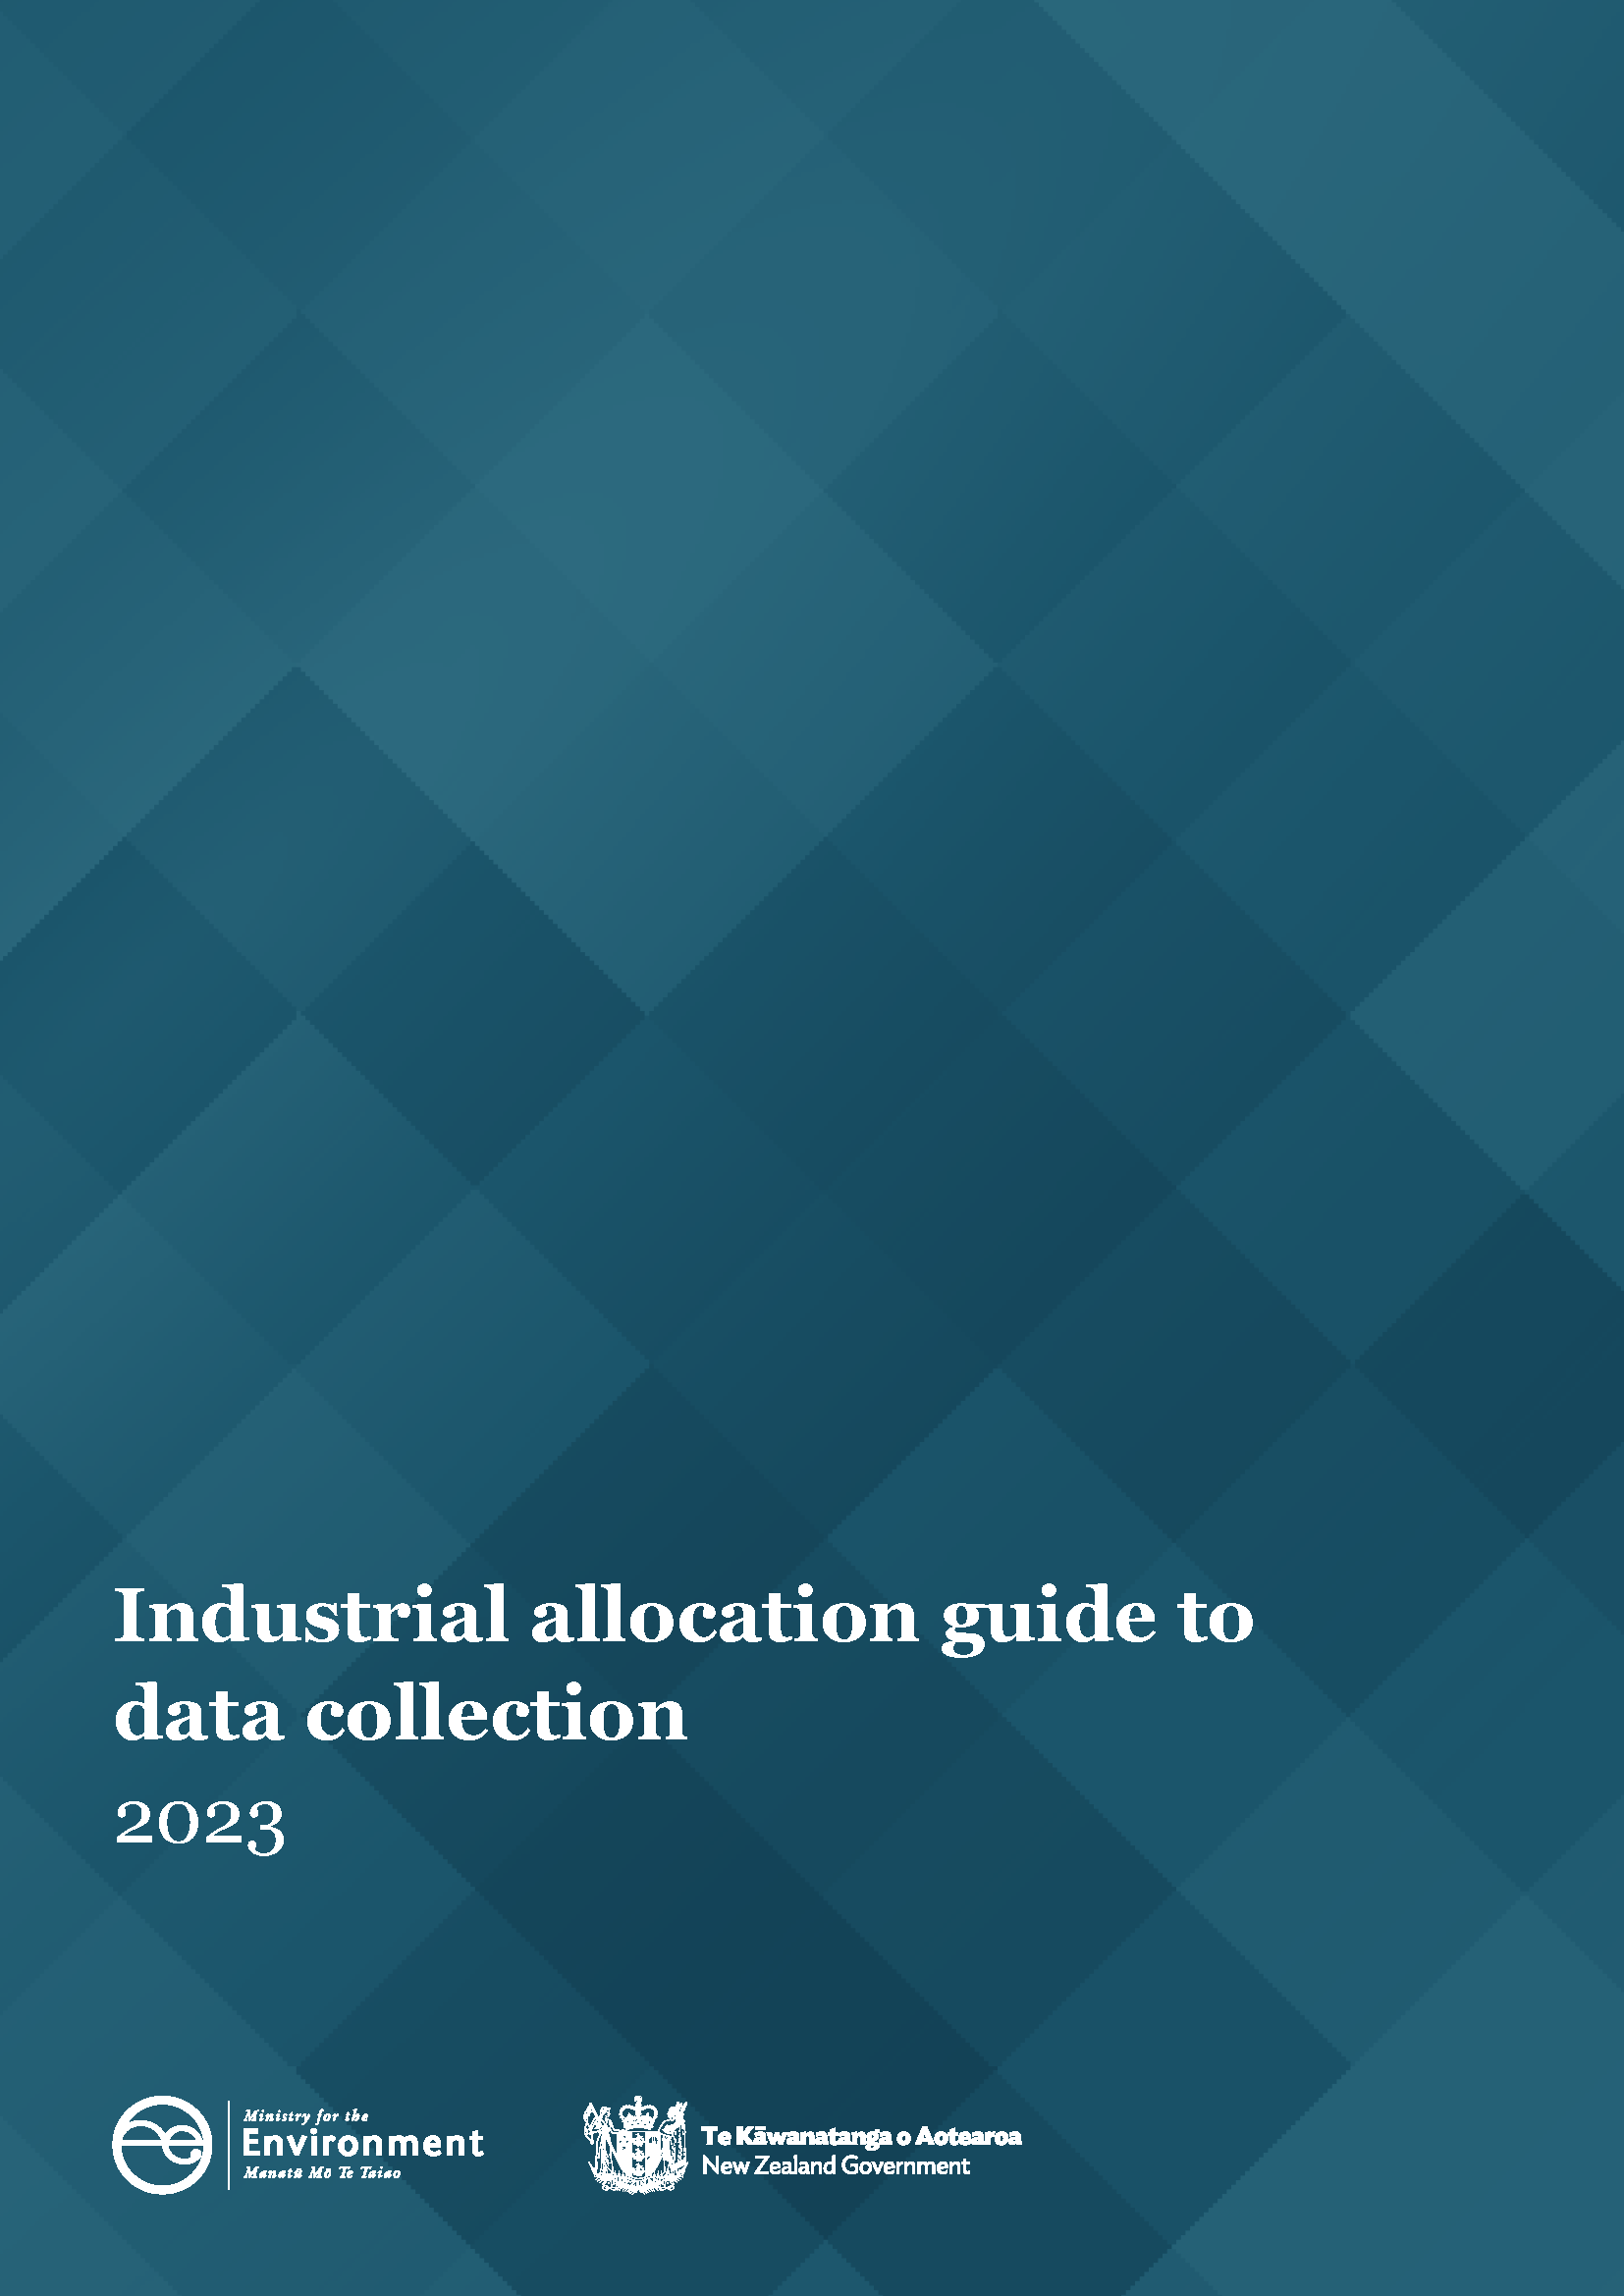 Industrial allocation guide to
data collection
2023
Ministry for the
Environment
Manatū Mō Te Taiao
Te Kāwanatanga o Aotearoa
New Zealand Government